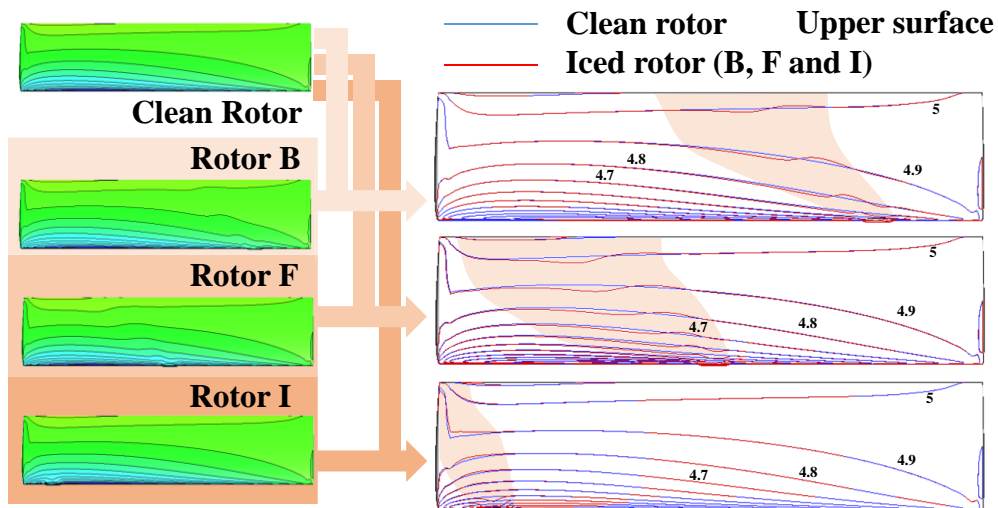 Clean rotor Upper surface
Iced rotor (B, F and I)
Clean Rotor
Rotor B
Rotor F
Rotor I
5
4.8
4.7
4.9
5
4.9
4.7
4.8
5
4.9
4.7
4.8